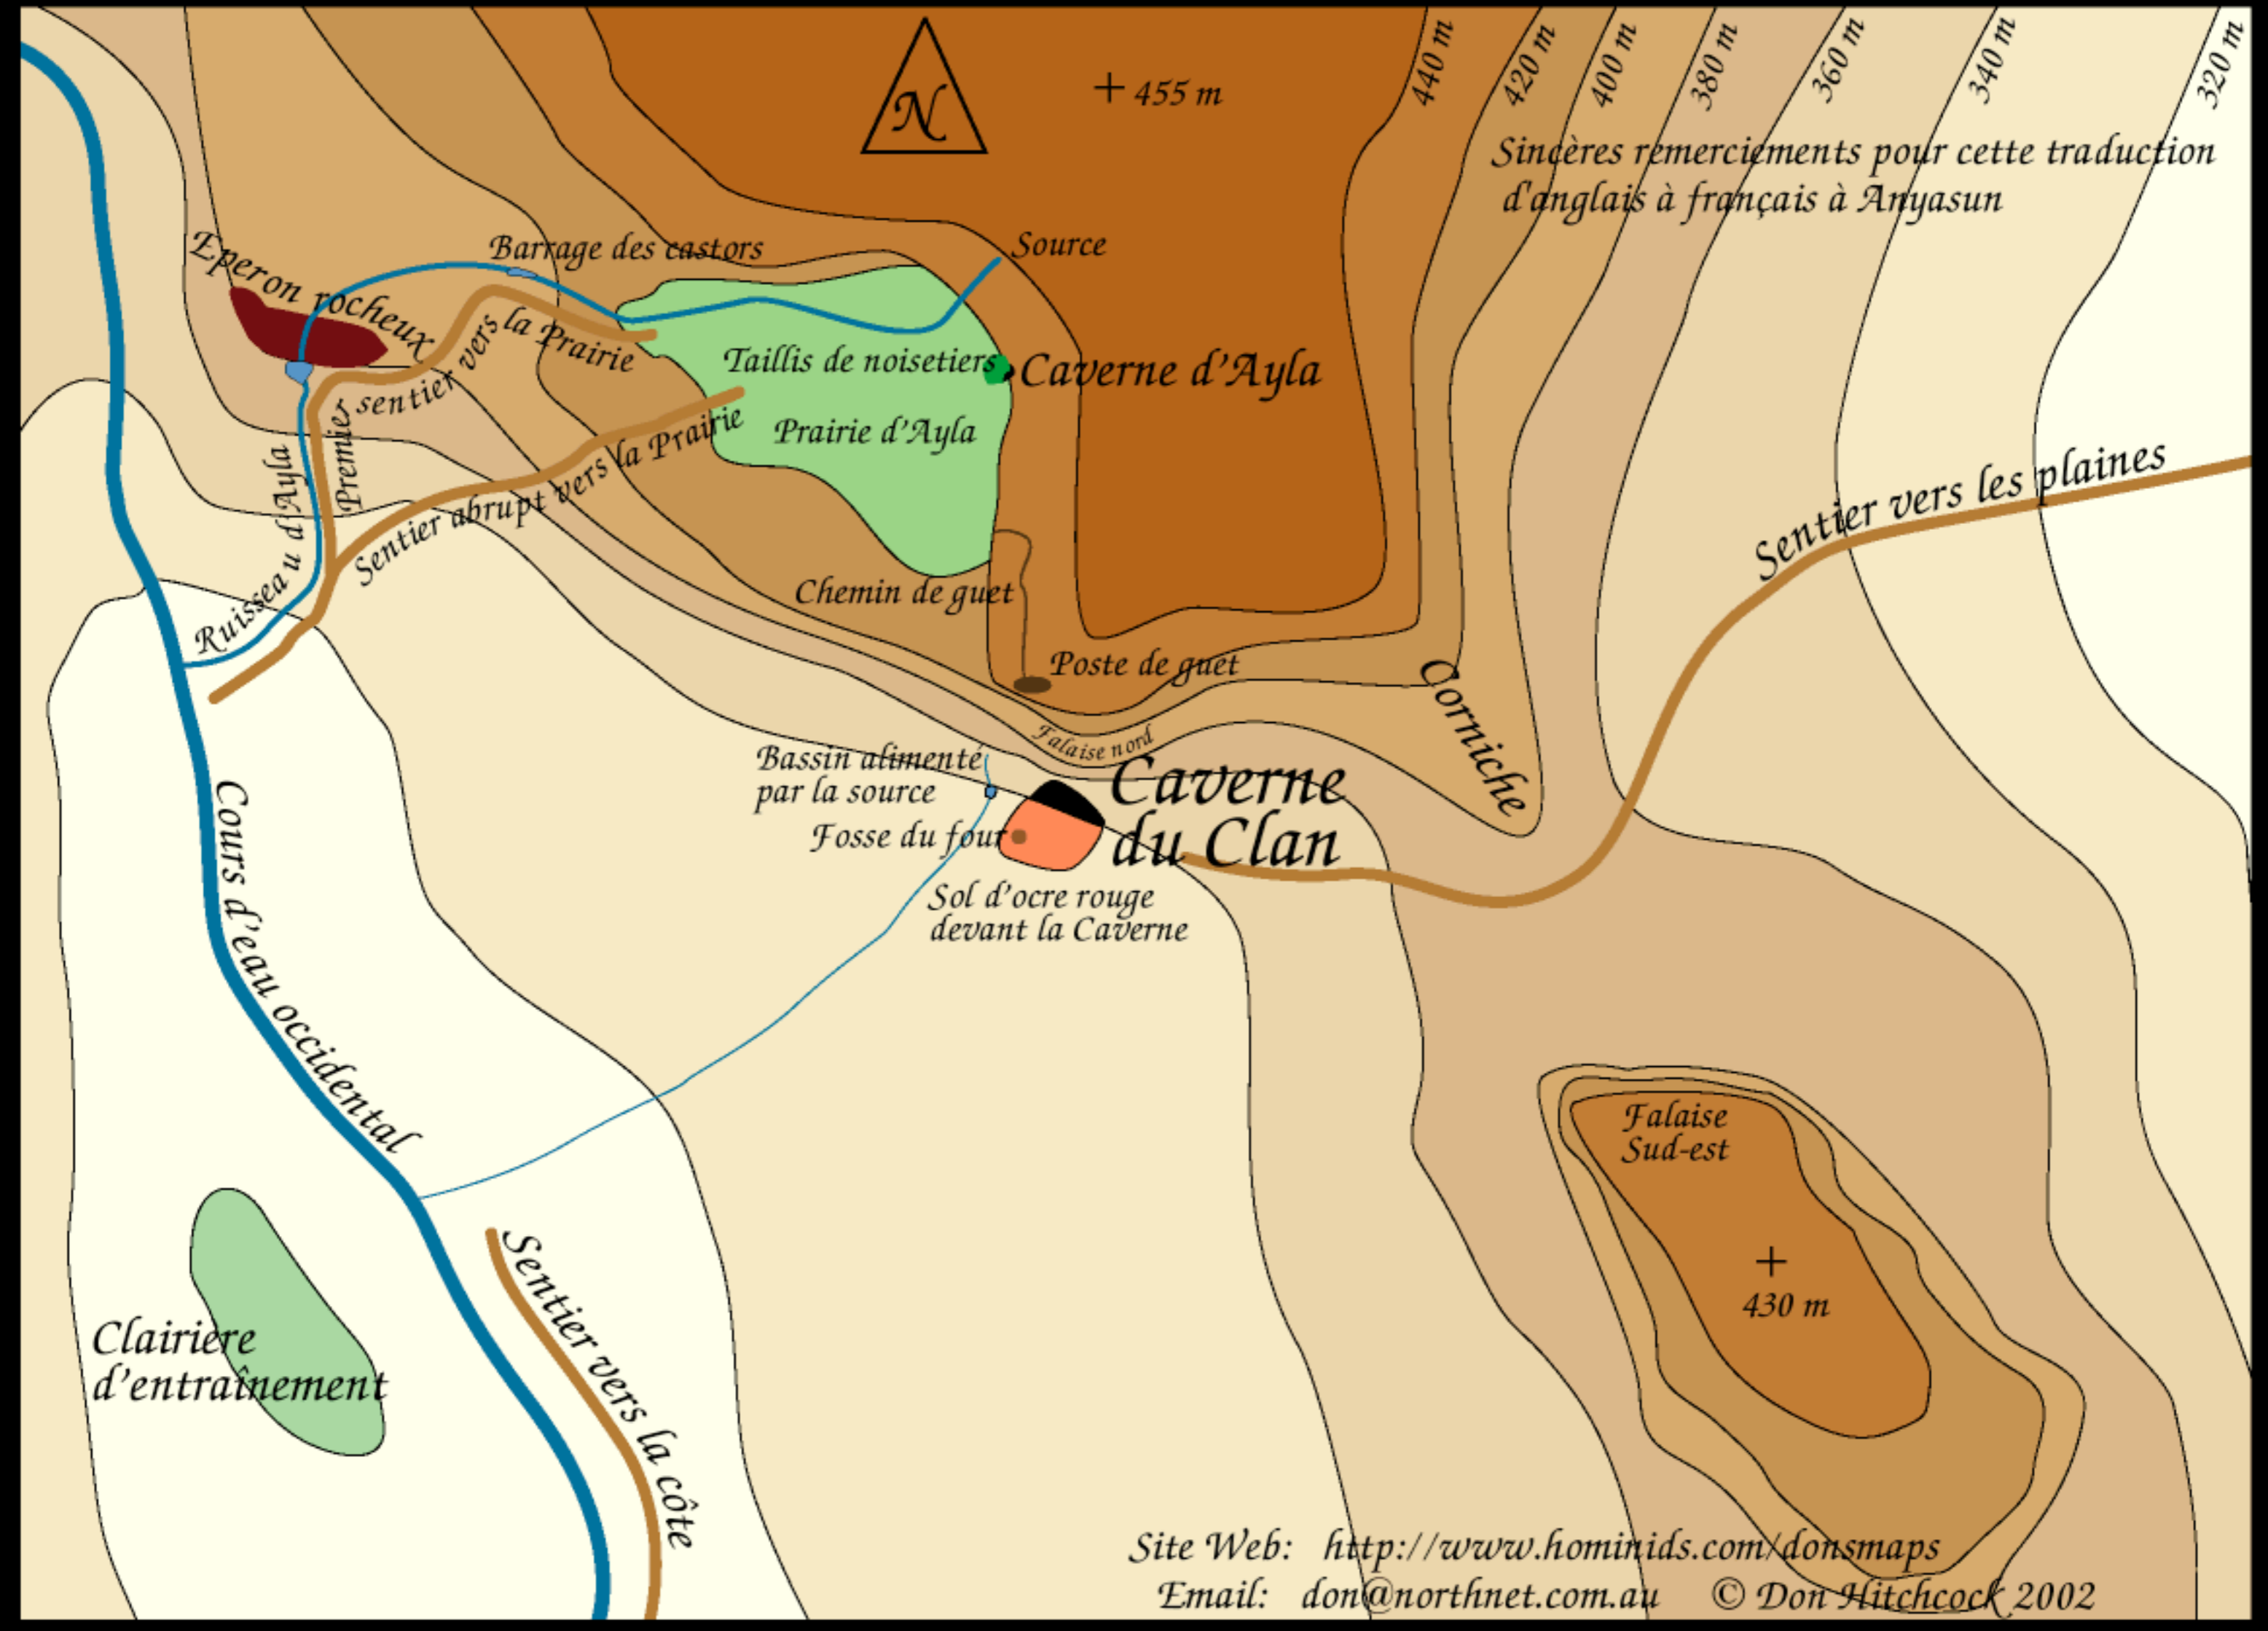 440 m
420 m
400 m
380 m
360 m
340 m
320 m
N
455 m
Sincères remerciements pour cette traduction
d'anglais à français à Anyasun
Eperon rocheux
Barrage des castors
Source
Taillis de noisetiers
Caverne d'Ayla
Prairie d'Ayla
Premier sentier vers la Prairie
Ruisseau d'Ayla
Sentier abrupt vers la Prairie
Sentier vers les plaines
Chemin de guet
Poste de guet
Corniche
Falaise nord
Bassin alimenté
par la source
Caverne
du Clan
Fosse du four
Sol d'ocre rouge
devant la Caverne
Cours d'eau occidental
Falaise
Sud-est
430 m
Clairière
d'entraînement
Sentier vers la côte
Site Web: http://www.hominids.com/donsmaps
Email: don@northnet.com.au © Don Hitchcock 2002